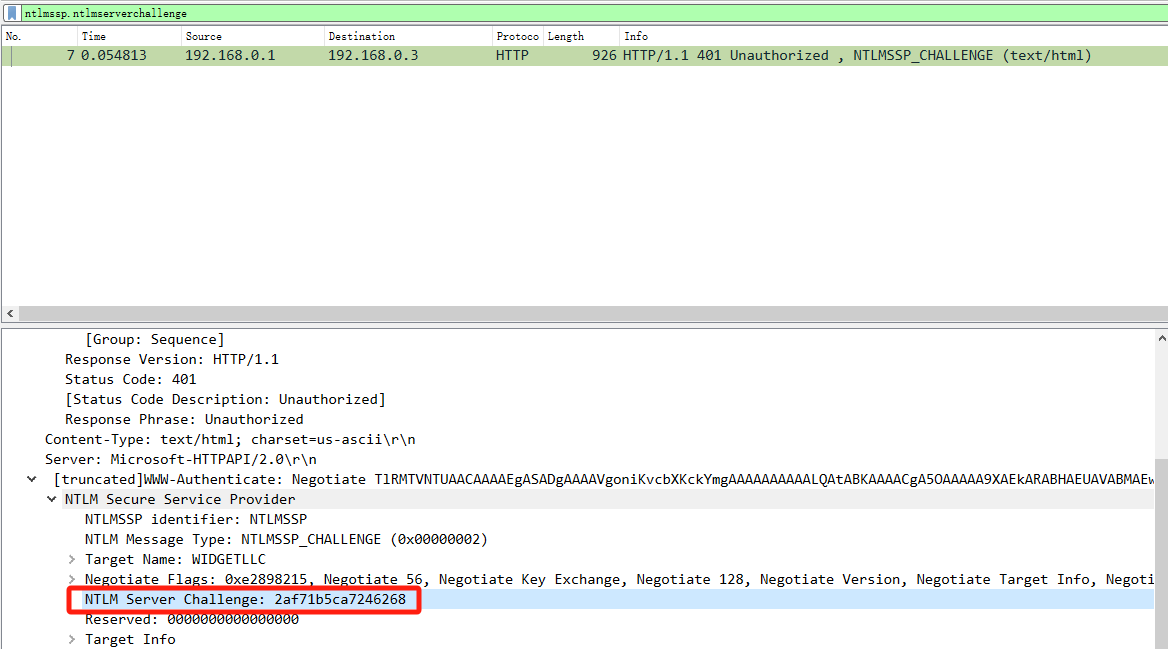 ntlmssp.ntlmserverchallenge
No. Time Source Destination Protoco Length Info
7 0.054813 192.168.0.1 192.168.0.3 HTTP 926 HTTP/1.1 401 Unauthorized , NTLMSSP_CHALLENGE (text/html)
[Group: Sequence]
Response Version: HTTP/1.1
Status Code: 401
[Status Code Description: Unauthorized]
Response Phrase: Unauthorized
Content-Type: text/html; charset=us-ascii\r\n
Server: Microsoft-HTTPAPI/2.0\r\n
[truncated]WWW-Authenticate: Negotiate TlRMTVNTUAACAAAAEgASADgAAAAVgoniKvcbXKckYmgAAAAAAAAAALQAtABKAAAACgA5OAAAAA9XAEkARABHAEUAVABMAEw
NTLM Secure Service Provider
NTLMSSP identifier: NTLMSSP
NTLM Message Type: NTLMSSP_CHALLENGE (0x00000002)
Target Name: WIDGETLLC
Negotiate Flags: 0xe2898215, Negotiate 56, Negotiate Key Exchange, Negotiate 128, Negotiate Version, Negotiate Target Info, Negoti
NTLM Server Challenge: 2af71b5ca7246268
Reserved: 0000000000000000
Target Info